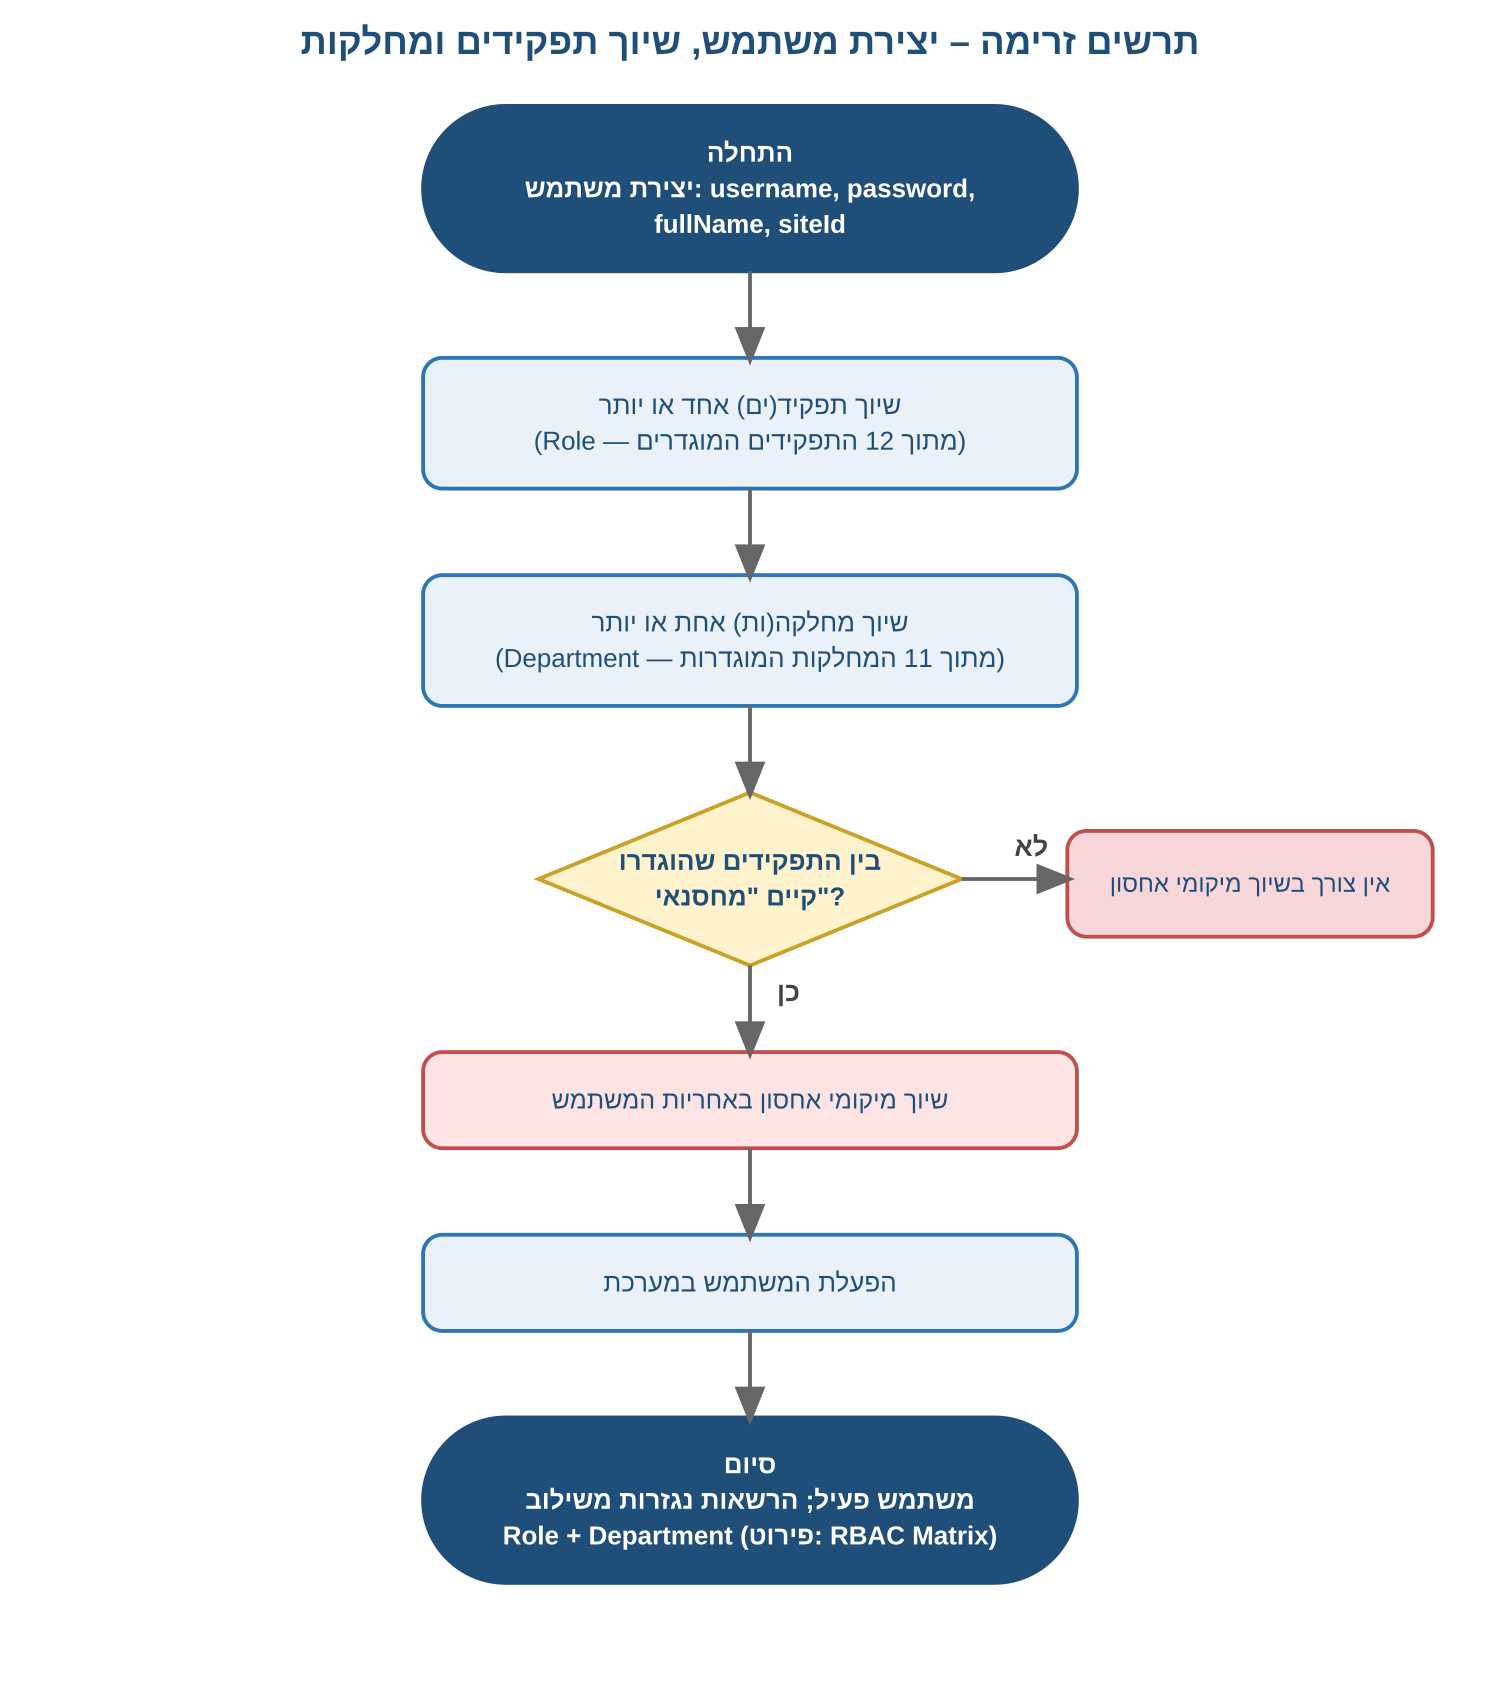 תרשים זרימה – יצירת משתמש, שיוך תפקידים ומחלקות
התחלה
יצירת משתמש: username, password,
fullName, siteId
שיוך תפקיד(ים) אחד או יותר
(Role — מתוך 12 התפקידים המוגדרים)
שיוך מחלקה(ות) אחת או יותר
(Department — מתוך 11 המחלקות המוגדרות)
בין התפקידים שהוגדרו
קיים "מחסנאי"?
לא
אין צורך בשיוך מיקומי אחסון
כן
שיוך מיקומי אחסון באחריות המשתמש
הפעלת המשתמש במערכת
סיום
משתמש פעיל; הרשאות נגזרות משילוב
Role + Department (פירוט: RBAC Matrix)